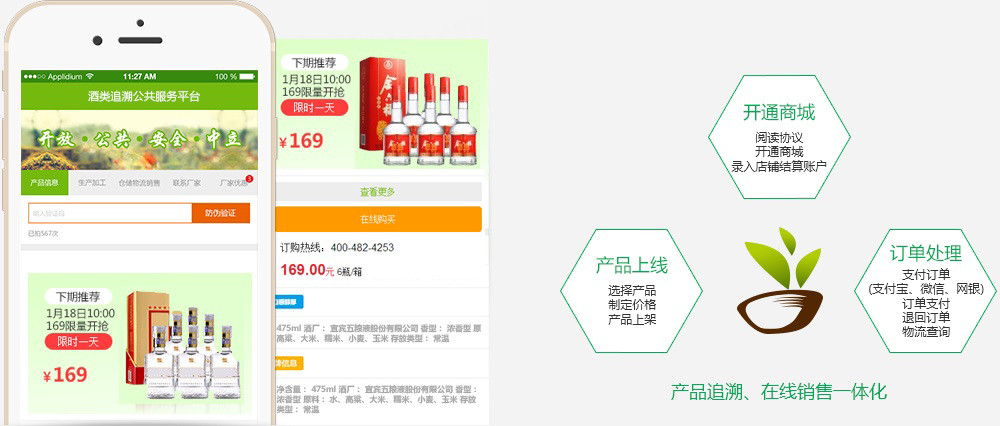 Applidium
11:27 AM
100 %
酒类追溯公共服务平台
开放·公共·安全·中立
产品信息
生产加工
仓储物流销售
联系厂家
厂家优惠
3
输入验证码
防伪验证
已拍567次
下期推荐
1月18日10:00
169限量开抢
限时一天
¥169
下期推荐
1月18日10:00
169限量开抢
限时一天
¥169
查看更多
在线购买
订购热线：400-482-4253
169.00元 6瓶/箱
475ml 酒厂： 宜宾五粮液股份有限公司 香型： 浓香型 原
高粱、大米、糯米、小麦、玉米 存放类型： 常温
信息
净含量： 475ml 酒厂： 宜宾五粮液股份有限公司 香型：
浓香型 原料： 水、高粱、大米、糯米、小麦、玉米 存放
类型： 常温
开通商城
阅读协议
开通商城
录入店铺结算账户
产品上线
选择产品
制定价格
产品上架
订单处理
支付订单
(支付宝、微信、网银)
订单支付
退回订单
物流查询
产品追溯、在线销售一体化